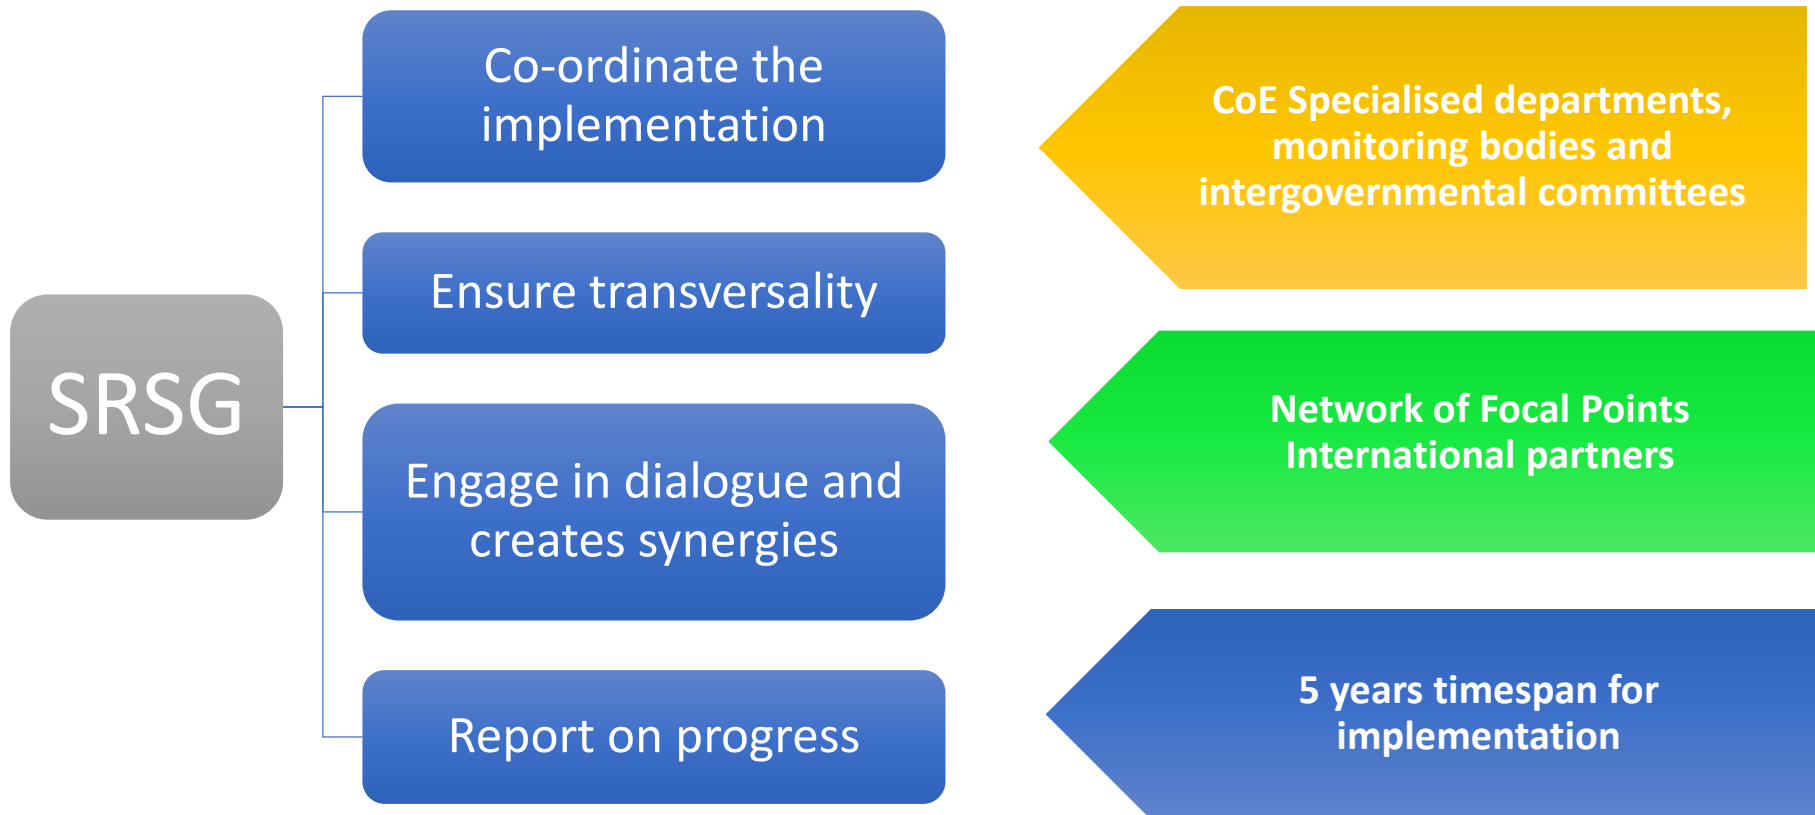 SRSG
Co-ordinate the
implementation
Ensure transversality
Engage in dialogue and
creates synergies
Report on progress
CoE Specialised departments,
monitoring bodies and
intergovernmental committees
Network of Focal Points
International partners
5 years timespan for
implementation